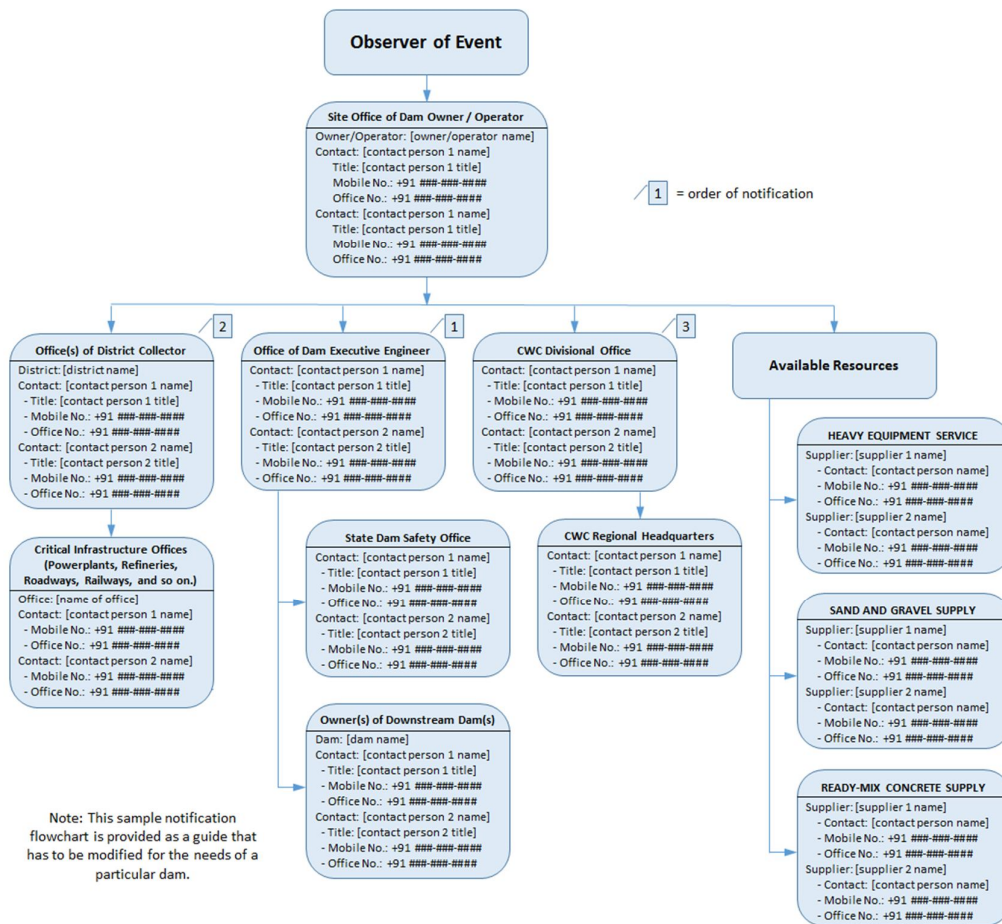 Observer of Event
Site Office of Dam Owner / Operator
Owner/Operator: [owner/operator name]
Contact: [contact person 1 name]
Title: [contact person 1 title]
Mobile No.: +91 ###-###-####
Office No.: +91 ###-###-####
Contact: [contact person 1 name]
Title: [contact person 1 title]
Mobile No.: +91 ###-###-####
Office No.: +91 ###-###-####
1 = order of notification
2
Office(s) of District Collector
District: [district name]
Contact: [contact person 1 name]
- Title: [contact person 1 title]
- Mobile No.: +91 ###-###-####
- Office No.: +91 ###-###-####
Contact: [contact person 2 name]
- Title: [contact person 2 title]
- Mobile No.: +91 ###-###-####
- Office No.: +91 ###-###-####
Critical Infrastructure Offices
(Powerplants, Refineries,
Roadways, Railways, and so on.)
Office: [name of office]
Contact: [contact person 1 name]
- Mobile No.: +91 ###-###-####
- Office No.: +91 ###-###-####
Contact: [contact person 2 name]
- Mobile No.: +91 ###-###-####
- Office No.: +91 ###-###-####
1
Office of Dam Executive Engineer
Contact: [contact person 1 name]
- Title: [contact person 1 title]
- Mobile No.: +91 ###-###-####
- Office No.: +91 ###-###-####
Contact: [contact person 2 name]
- Title: [contact person 2 title]
- Mobile No.: +91 ###-###-####
- Office No.: +91 ###-###-####
State Dam Safety Office
Contact: [contact person 1 name]
- Title: [contact person 1 title]
- Mobile No.: +91 ###-###-####
- Office No.: +91 ###-###-####
Contact: [contact person 2 name]
- Title: [contact person 2 title]
- Mobile No.: +91 ###-###-####
- Office No.: +91 ###-###-####
Owner(s) of Downstream Dam(s)
Dam: [dam name]
Contact: [contact person 1 name]
- Title: [contact person 1 title]
- Mobile No.: +91 ###-###-####
- Office No.: +91 ###-###-####
Contact: [contact person 2 name]
- Title: [contact person 2 title]
- Mobile No.: +91 ###-###-####
- Office No.: +91 ###-###-####
3
CWC Divisional Office
Contact: [contact person 1 name]
- Title: [contact person 1 title]
- Mobile No.: +91 ###-###-####
- Office No.: +91 ###-###-####
Contact: [contact person 2 name]
- Title: [contact person 2 title]
- Mobile No.: +91 ###-###-####
- Office No.: +91 ###-###-####
CWC Regional Headquarters
Contact: [contact person 1 name]
- Title: [contact person 1 title]
- Mobile No.: +91 ###-###-####
- Office No.: +91 ###-###-####
Contact: [contact person 2 name]
- Title: [contact person 2 title]
- Mobile No.: +91 ###-###-####
- Office No.: +91 ###-###-####
Available Resources
HEAVY EQUIPMENT SERVICE
Supplier: [supplier 1 name]
- Contact: [contact person name]
- Mobile No.: +91 ###-###-####
- Office No.: +91 ###-###-####
Supplier: [supplier 2 name]
- Contact: [contact person name]
- Mobile No.: +91 ###-###-####
- Office No.: +91 ###-###-####
SAND AND GRAVEL SUPPLY
Supplier: [supplier 1 name]
- Contact: [contact person name]
- Mobile No.: +91 ###-###-####
- Office No.: +91 ###-###-####
Supplier: [supplier 2 name]
- Contact: [contact person name]
- Mobile No.: +91 ###-###-####
- Office No.: +91 ###-###-####
READY-MIX CONCRETE SUPPLY
Supplier: [supplier 1 name]
- Contact: [contact person name]
- Mobile No.: +91 ###-###-####
- Office No.: +91 ###-###-####
Supplier: [supplier 2 name]
- Contact: [contact person name]
- Mobile No.: +91 ###-###-####
- Office No.: +91 ###-###-####
Note: This sample notification
flowchart is provided as a guide that
has to be modified for the needs of a
particular dam.